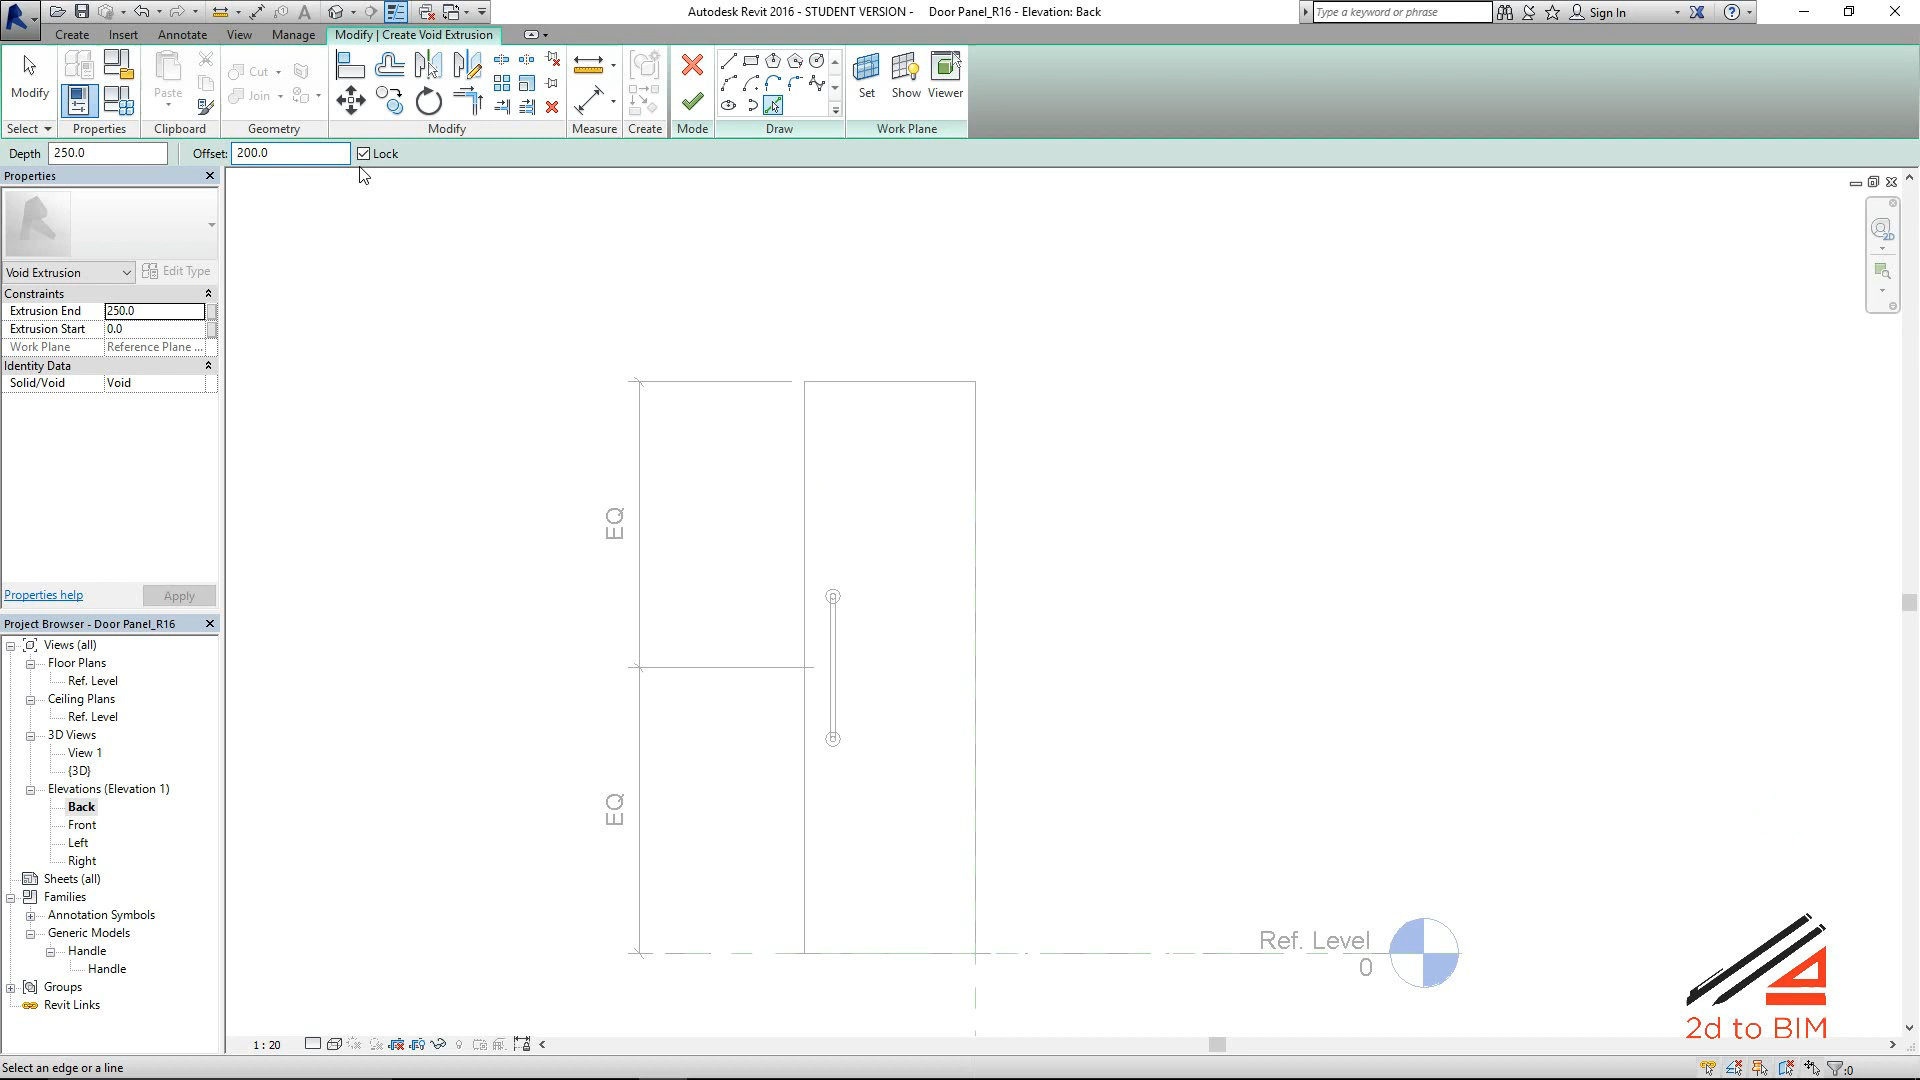 Autodesk Revit 2016 - STUDENT VERSION - Door Panel_R16 - Elevation: Back
Type a keyword or phrase
Sign In
Create Insert Annotate View Manage Modify | Create Void Extrusion
Modify
Paste
Cut
Join
Set Show Viewer
Select Properties Clipboard Geometry Modify Measure Create Mode Draw Work Plane
Depth 250.0 Offset: 200.0 Lock
Properties
Void Extrusion Edit Type
Constraints
Extrusion End 250.0
Extrusion Start 0.0
Work Plane Reference Plane ...
Identity Data
Solid/Void Void
Properties help Apply
Project Browser - Door Panel_R16
Views (all)
Floor Plans
Ref. Level
Ceiling Plans
Ref. Level
3D Views
View 1
{3D}
Elevations (Elevation 1)
Back
Front
Left
Right
Sheets (all)
Families
Annotation Symbols
Generic Models
Handle
Handle
Groups
Revit Links
EQ
EQ
Ref. Level
0
2D
2d to BIM
1 : 20
Select an edge or a line
:0